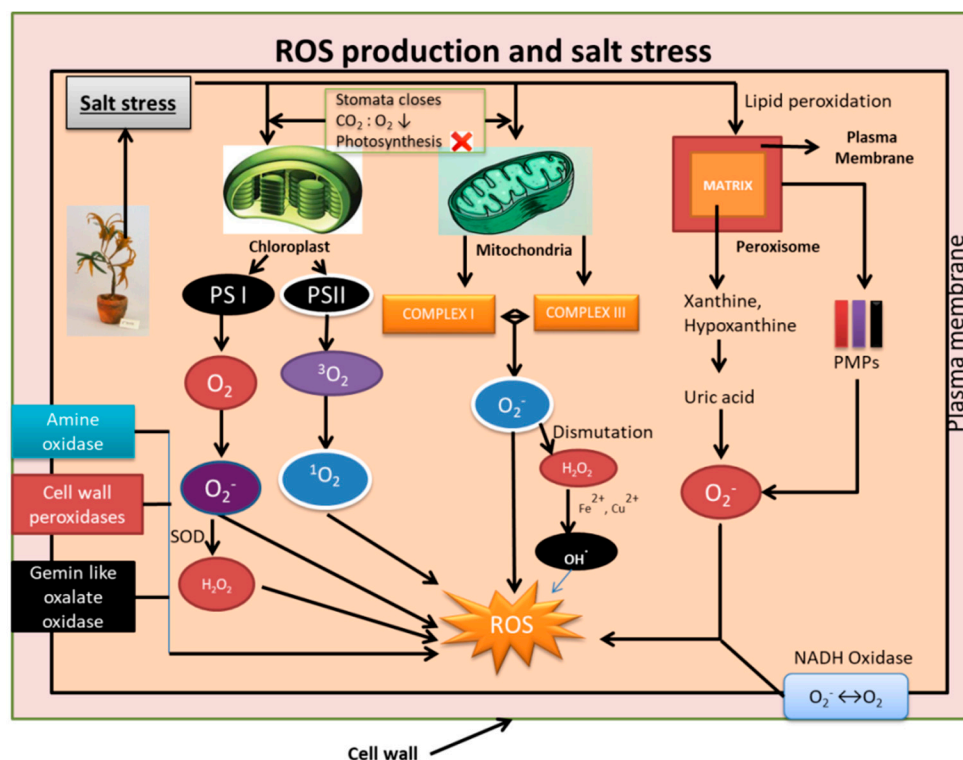 ROS production and salt stress
Salt stress
Stomata closes
CO₂ : O₂ ↓
Photosynthesis
Lipid peroxidation
Plasma
Membrane
MATRIX
Peroxisome
Chloroplast
Mitochondria
PS I
PSII
COMPLEX I
COMPLEX III
Xanthine,
Hypoxanthine
PMPs
O₂
³O₂
O₂⁻
Uric acid
Dismutation
Amine
oxidase
Cell wall
peroxidases
Gemin like
oxalate
oxidase
O₂⁻
¹O₂
H₂O₂
Fe²⁺, Cu²⁺
O₂⁻
SOD
H₂O₂
OH˙
ROS
NADH Oxidase
O₂⁻ ↔O₂
Plasma membrane
Cell wall